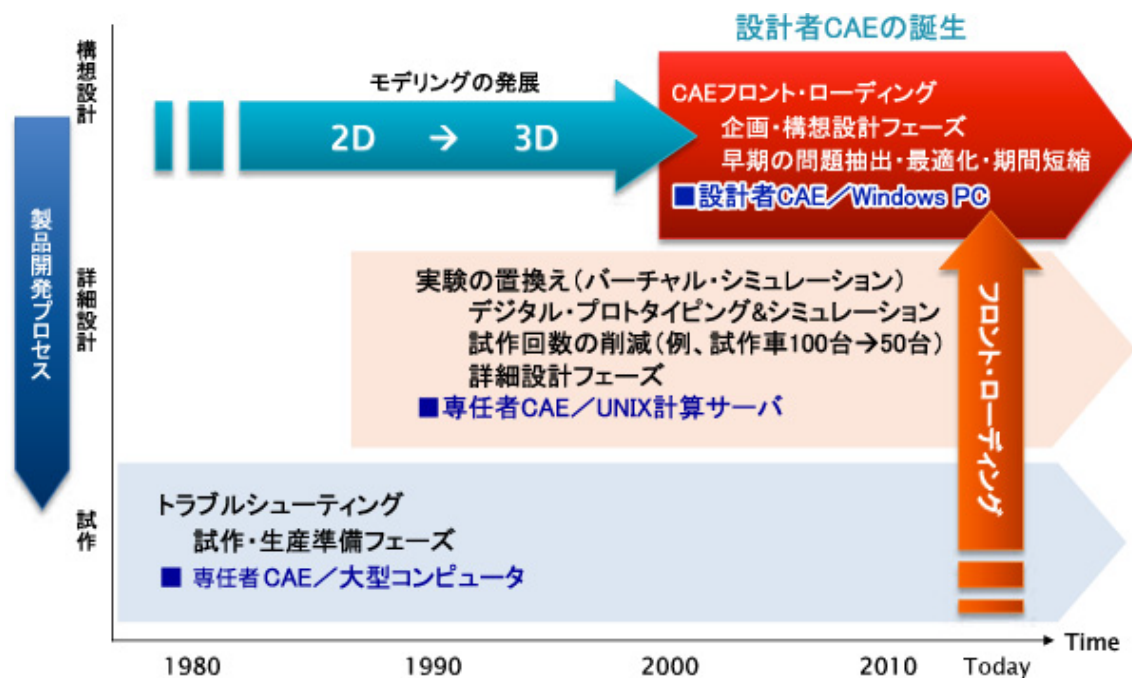 設計者CAEの誕生
構想設計
モデリングの発展
2D → 3D
CAEフロント・ローディング
企画・構想設計フェーズ
早期の問題抽出・最適化・期間短縮
■設計者CAE／Windows PC
製品開発プロセス
詳細設計
実験の置換え(バーチャル・シミュレーション)
デジタル・プロトタイピング&シミュレーション
試作回数の削減(例、試作車100台→50台)
詳細設計フェーズ
■専任者CAE／UNIX計算サーバ
フロント・ローディング
試作
トラブルシューティング
試作・生産準備フェーズ
■ 専任者CAE／大型コンピュータ
Time
1980 1990 2000 2010 Today